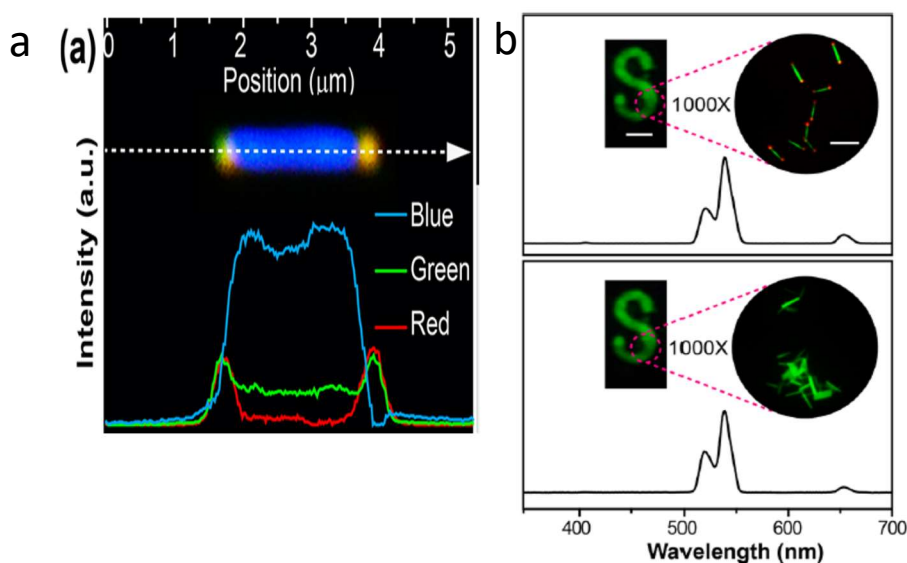 a
(a)
0 1 2 3 4 5
Position (μm)
Intensity (a.u.)
Blue
Green
Red
b
1000X
1000X
400 500 600 700
Wavelength (nm)